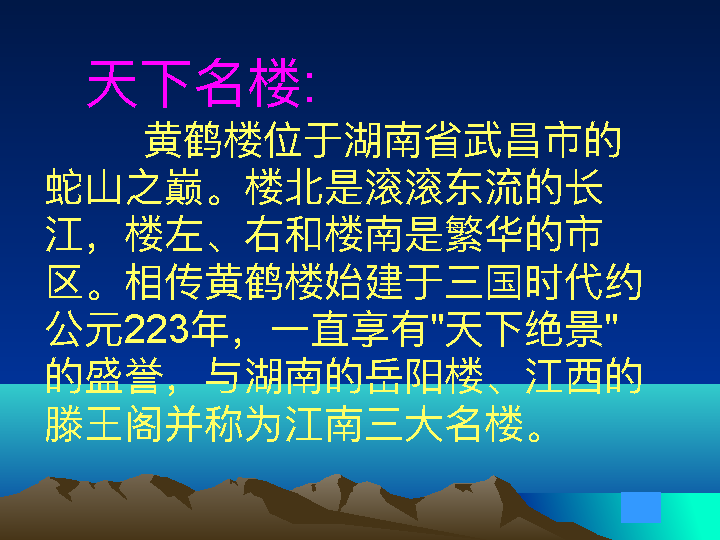 天下名楼:
黄鹤楼位于湖南省武昌市的
蛇山之巅。楼北是滚滚东流的长
江，楼左、右和楼南是繁华的市
区。相传黄鹤楼始建于三国时代约
公元223年，一直享有"天下绝景"
的盛誉，与湖南的岳阳楼、江西的
滕王阁并称为江南三大名楼。